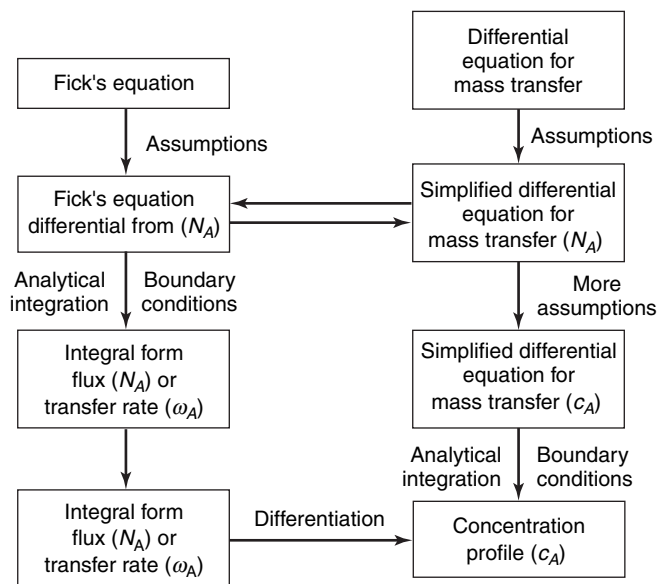 Fick's equation
Differential
equation for
mass transfer
Assumptions
Assumptions
Fick's equation
differential from (N_A)
Simplified differential
equation for
mass transfer (N_A)
Analytical
integration
Boundary
conditions
More
assumptions
Integral form
flux (N_A) or
transfer rate (ω_A)
Simplified differential
equation for
mass transfer (c_A)
Analytical
integration
Boundary
conditions
Integral form
flux (N_A) or
transfer rate (ω_A)
Differentiation
Concentration
profile (c_A)